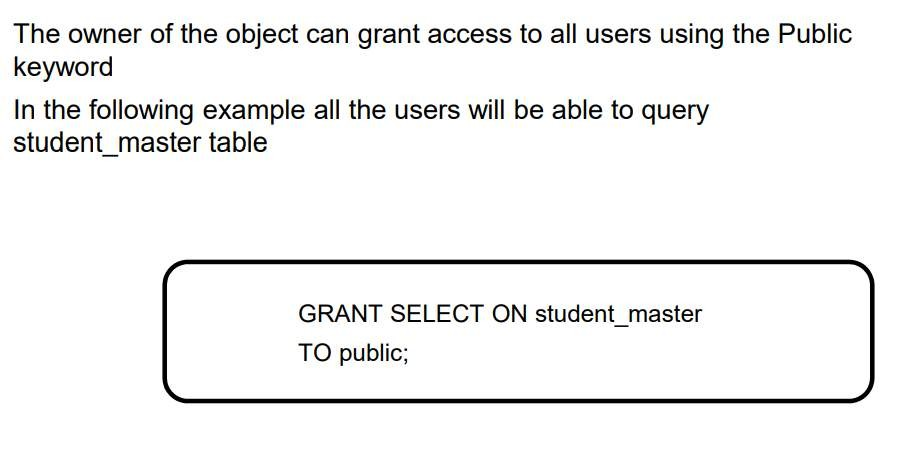 The owner of the object can grant access to all users using the Public
keyword
In the following example all the users will be able to query
student_master table
GRANT SELECT ON student_master
TO public;